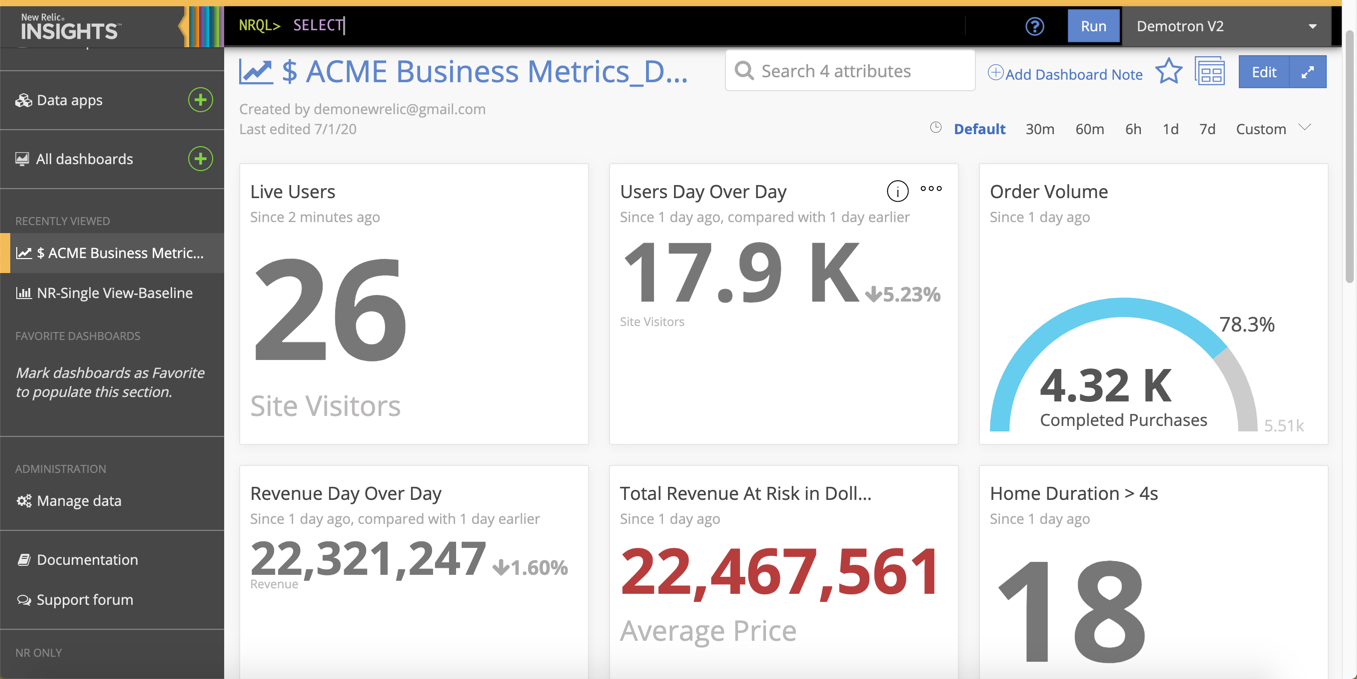 New Relic®
INSIGHTS™
NRQL> SELECT
Run
Demotron V2
Data apps
All dashboards
RECENTLY VIEWED
$ ACME Business Metric...
NR-Single View-Baseline
FAVORITE DASHBOARDS
Mark dashboards as Favorite
to populate this section.
ADMINISTRATION
Manage data
Documentation
Support forum
NR ONLY
$ ACME Business Metrics_D...
Search 4 attributes
Add Dashboard Note
Edit
Created by demonewrelic@gmail.com
Last edited 7/1/20
Default 30m 60m 6h 1d 7d Custom
Live Users
Since 2 minutes ago
26
Site Visitors
Users Day Over Day
Since 1 day ago, compared with 1 day earlier
17.9 K 5.23%
Site Visitors
Order Volume
Since 1 day ago
78.3%
4.32 K
Completed Purchases
5.51k
Revenue Day Over Day
Since 1 day ago, compared with 1 day earlier
22,321,247 1.60%
Revenue
Total Revenue At Risk in Doll...
Since 1 day ago
22,467,561
Average Price
Home Duration > 4s
Since 1 day ago
18